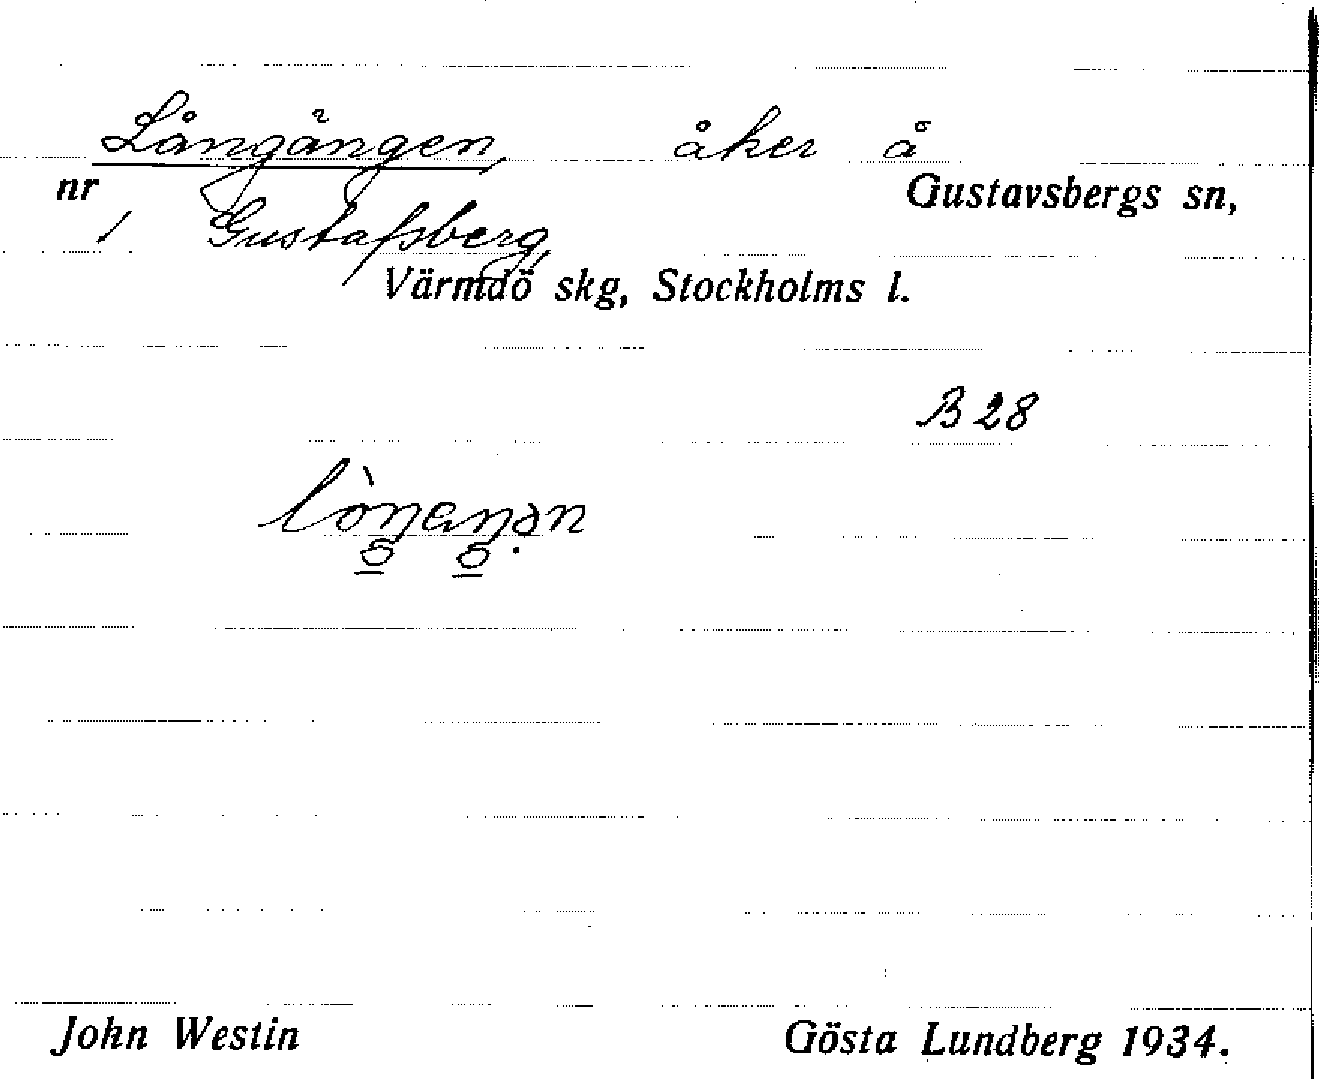 Långängen, åker å
nr Gustavsbergs sn,
1 Gustafsberg,
Värmdö skg, Stockholms l.
B 28
John Westin Gösta Lundberg 1934.